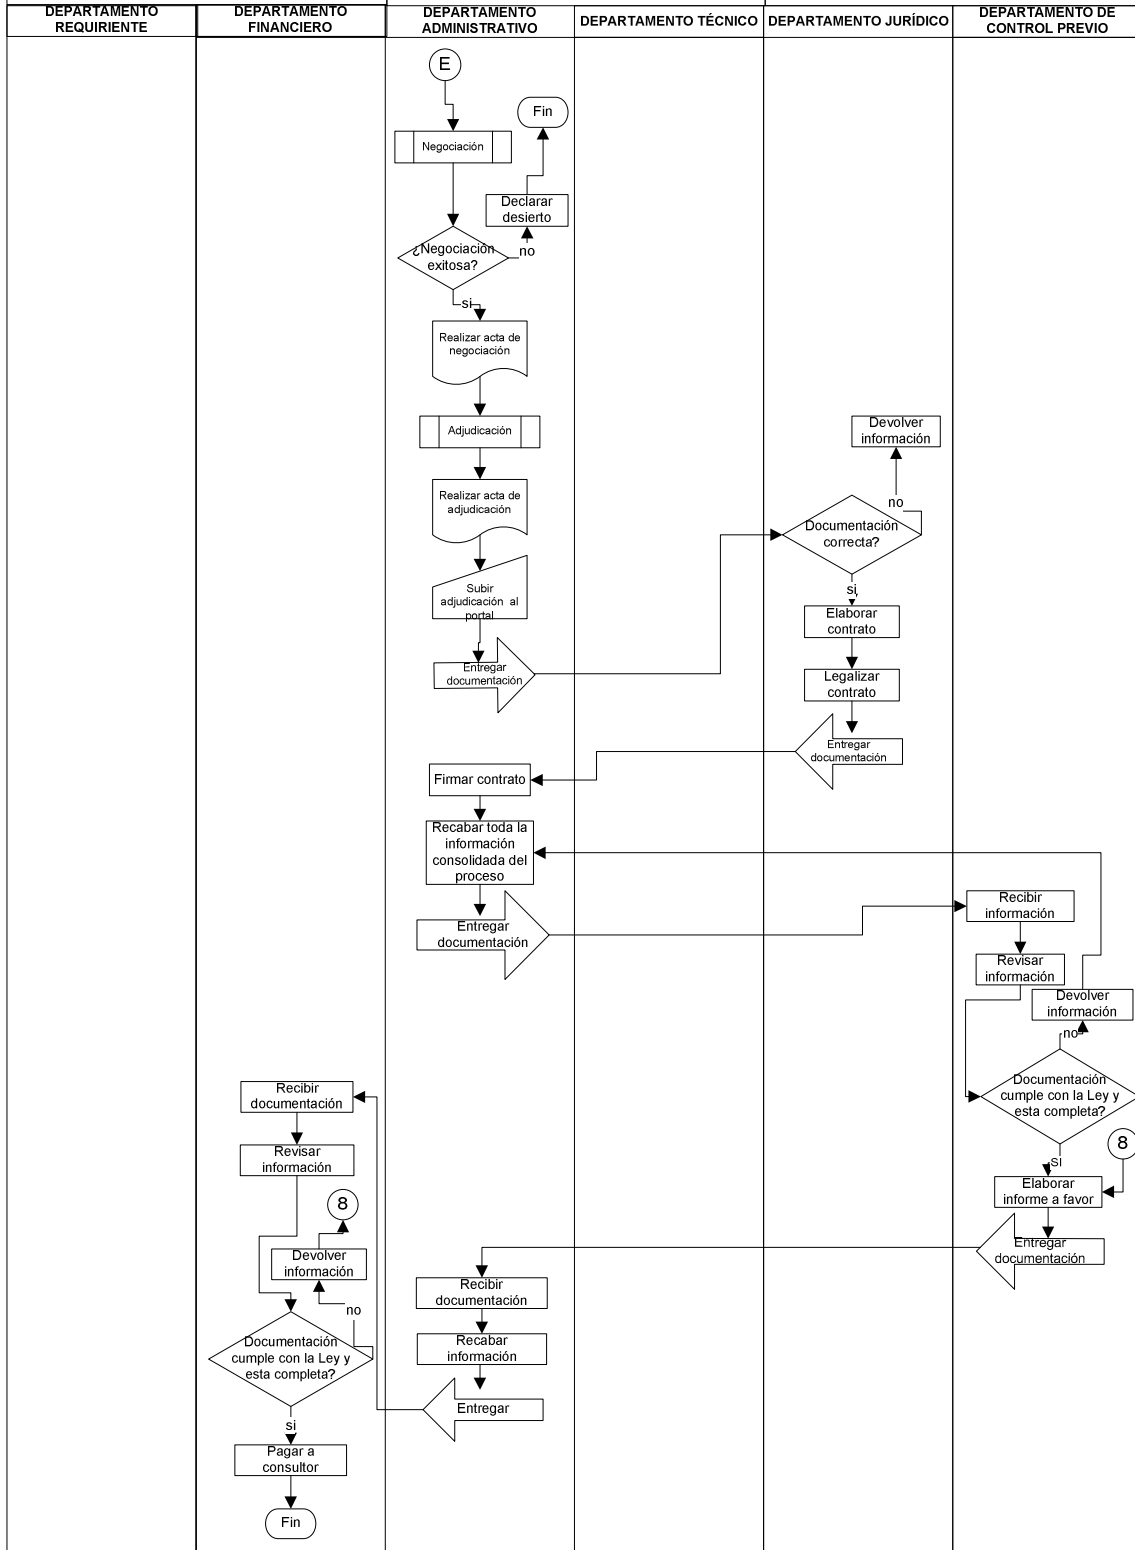 DEPARTAMENTO
REQUIRIENTE
DEPARTAMENTO
FINANCIERO
DEPARTAMENTO
ADMINISTRATIVO
DEPARTAMENTO TÉCNICO
DEPARTAMENTO JURÍDICO
DEPARTAMENTO DE
CONTROL PREVIO
E
Fin
Negociación
Declarar
desierto
¿Negociación
exitosa?
no
si
Realizar acta de
negociación
Adjudicación
Devolver
información
Realizar acta de
adjudicación
no
Documentación
correcta?
Subir
adjudicación al
portal
si,
Elaborar
contrato
Entregar
documentación
Legalizar
contrato
Entregar
documentación
Firmar contrato
Recabar toda la
información
consolidada del
proceso
Entregar
documentación
Recibir
información
Revisar
información
Devolver
información
no
Documentación
cumple con la Ley y
esta completa?
8
SI
Elaborar
informe a favor
Entregar
documentación
Recibir
documentación
Revisar
información
8
Devolver
información
no
Documentación
cumple con la Ley y
esta completa?
si
Pagar a
consultor
Fin
Recibir
documentación
Recabar
información
Entregar